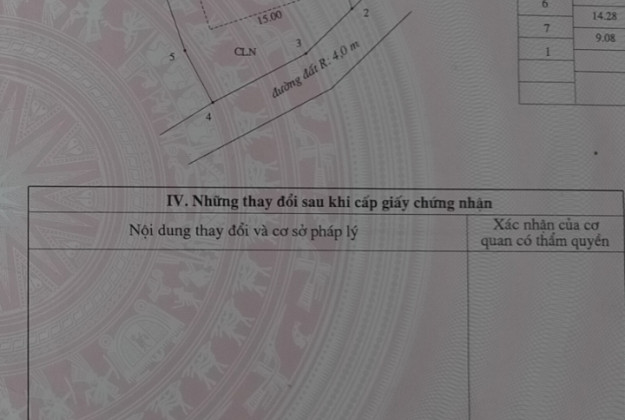 6
14.28
7
9.08
1
15.00
2
3
CLN
5
đường đất R: 4,0 m
4
IV. Những thay đổi sau khi cấp giấy chứng nhận
Nội dung thay đổi và cơ sở pháp lý
Xác nhận của cơ
quan có thẩm quyền